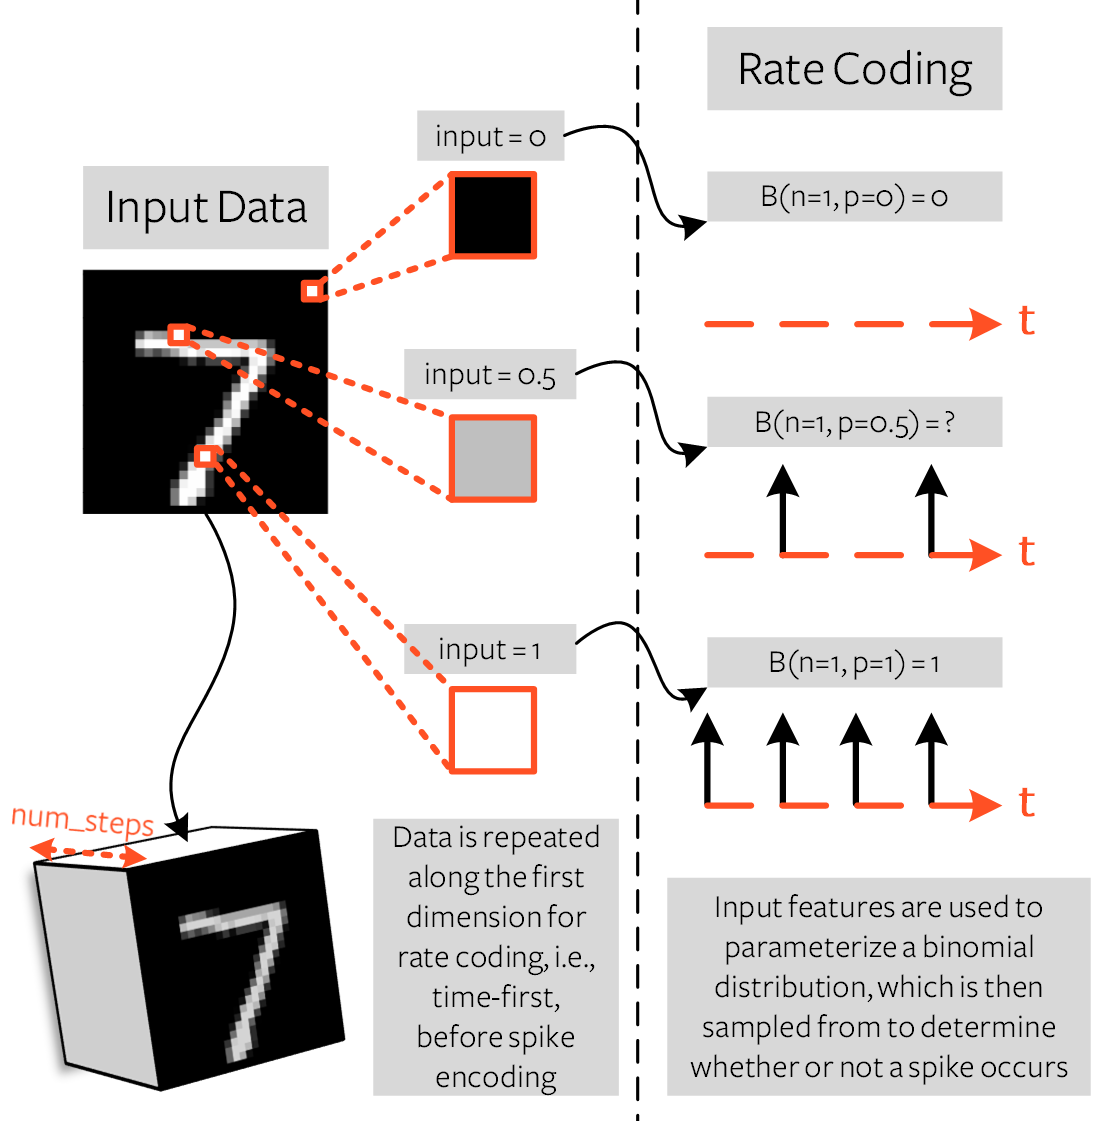 Rate Coding
input = 0
Input Data
B(n=1, p=0) = 0
t
input = 0.5
B(n=1, p=0.5) = ?
t
input = 1
B(n=1, p=1) = 1
t
num_steps
Data is repeated
along the first
dimension for
rate coding, i.e.,
time-first,
before spike
encoding
Input features are used to
parameterize a binomial
distribution, which is then
sampled from to determine
whether or not a spike occurs
7
7